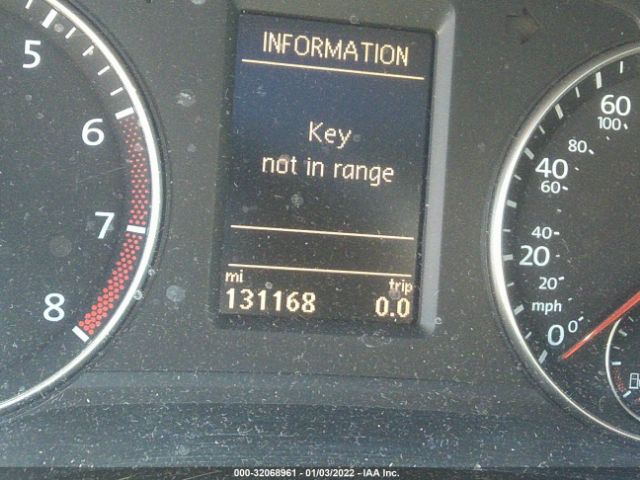 INFORMATION
Key
not in range
mi trip
131168 0.0
5
6
7
8
60
100
80
40
60
40
20
20
mph
0 0
000-32068961 - 01/03/2022 - IAA Inc.